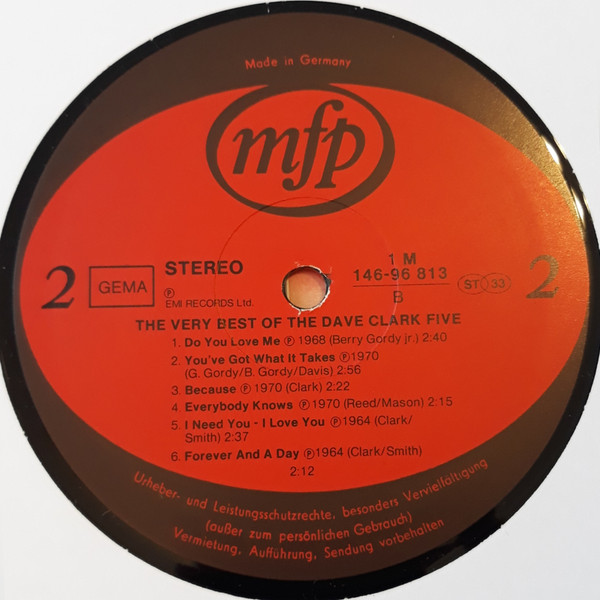 Made in Germany
mfp
2
GEMA
STEREO
Ⓟ
EMI RECORDS Ltd.
1 M
146-96 813
B
ST 33
2
THE VERY BEST OF THE DAVE CLARK FIVE
1. Do You Love Me Ⓟ 1968 (Berry Gordy jr.) 2:40
2. You've Got What It Takes Ⓟ1970
(G. Gordy/B. Gordy/Davis) 2:56
3. Because Ⓟ 1970 (Clark) 2:22
4. Everybody Knows Ⓟ1970 (Reed/Mason) 2:15
5. I Need You - I Love You Ⓟ1964 (Clark/
Smith) 2:37
6. Forever And A Day Ⓟ1964 (Clark/Smith)
2:12
Urheber- und Leistungsschutzrechte, besonders Vervielfältigung
(außer zum persönlichen Gebrauch)
Vermietung, Aufführung, Sendung vorbehalten